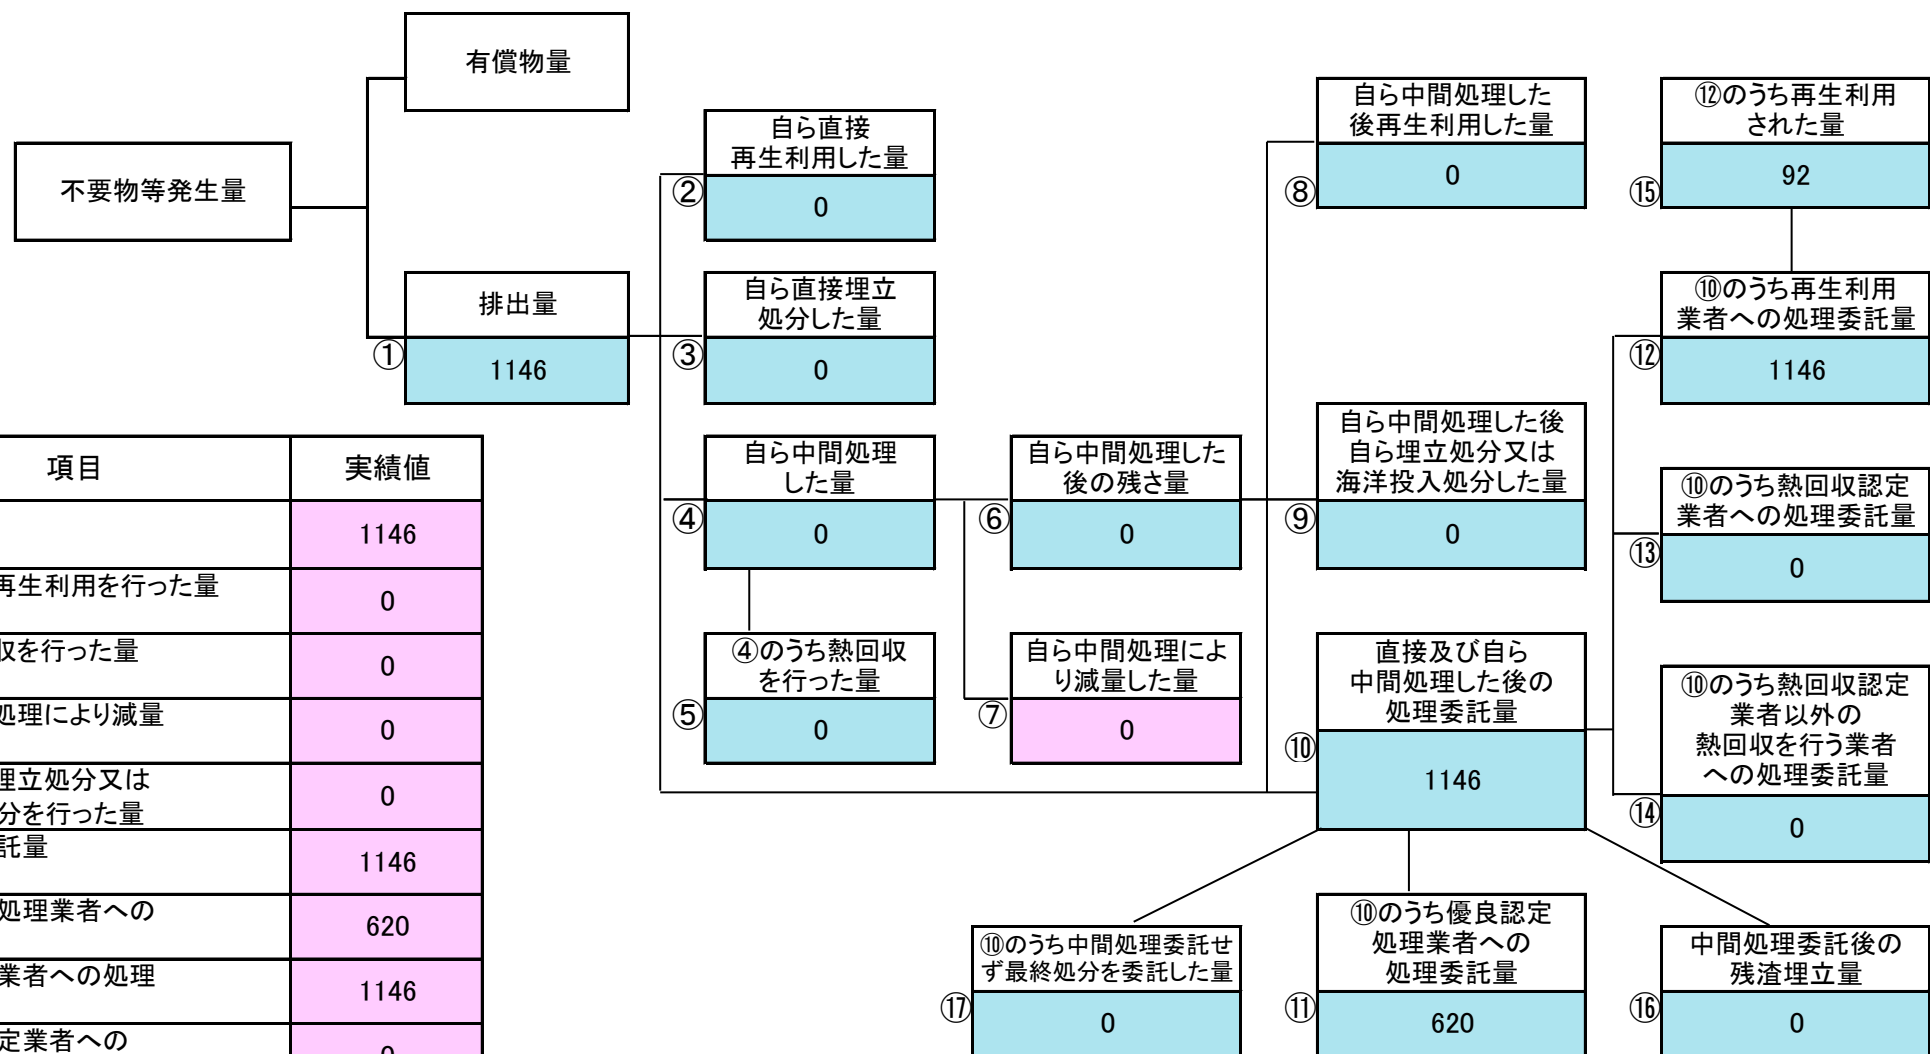 有償物量
不要物等発生量
排出量
①
1146
自ら直接
再生利用した量
②
0
自ら直接埋立
処分した量
③
0
自ら中間処理
した量
④
0
④のうち熱回収
を行った量
⑤
0
自ら中間処理した
後の残さ量
⑥
0
自ら中間処理によ
り減量した量
⑦
0
自ら中間処理した
後再生利用した量
⑧
0
自ら中間処理した後
自ら埋立処分又は
海洋投入処分した量
⑨
0
直接及び自ら
中間処理した後の
処理委託量
⑩
1146
⑫のうち再生利用
された量
⑮
92
⑩のうち再生利用
業者への処理委託量
⑫
1146
⑩のうち熱回収認定
業者への処理委託量
⑬
0
⑩のうち熱回収認定
業者以外の
熱回収を行う業者
への処理委託量
⑭
0
⑩のうち中間処理委託せ
ず最終処分を委託した量
⑰
0
⑩のうち優良認定
処理業者への
処理委託量
⑪
620
中間処理委託後の
残渣埋立量
⑯
0
項目 実績値
1146
再生利用を行った量 0
収を行った量 0
処理により減量 0
埋立処分又は
分を行った量 0
託量 1146
処理業者への 620
業者への処理 1146
定業者への 0